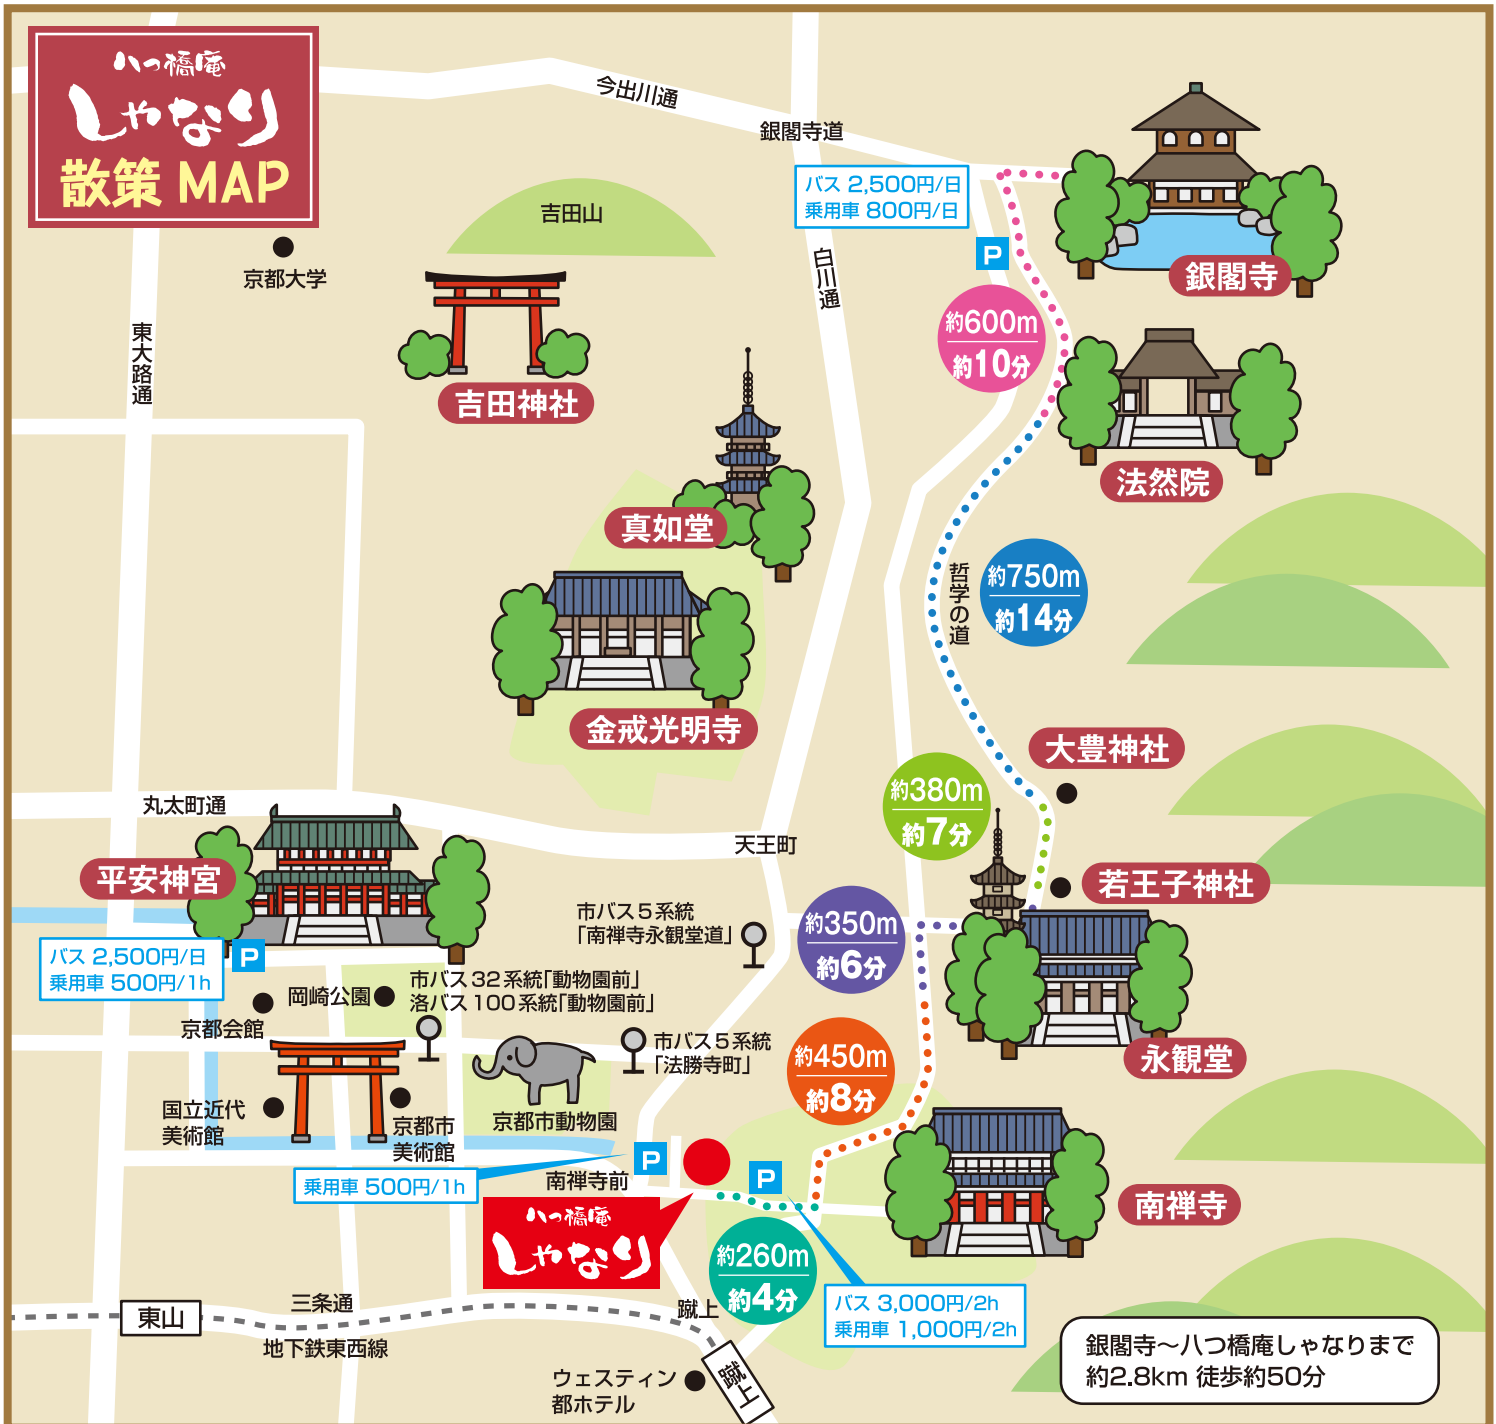 八つ橋庵
しゃなり
散策 MAP
今出川通
銀閣寺道
バス 2,500円/日
乗用車 800円/日
P
銀閣寺
吉田山
京都大学
白川通
東大路通
約600m
約10分
吉田神社
法然院
真如堂
哲学の道
約750m
約14分
金戒光明寺
大豊神社
丸太町通
約380m
約7分
天王町
平安神宮
若王子神社
市バス5系統
「南禅寺永観堂道」
約350m
約6分
バス 2,500円/日
乗用車 500円/1h
P
岡崎公園
市バス32系統「動物園前」
洛バス100系統「動物園前」
京都会館
市バス5系統
「法勝寺町」
約450m
約8分
永観堂
国立近代
美術館
京都市
美術館
京都市動物園
乗用車 500円/1h
P
P
南禅寺前
南禅寺
八つ橋庵
しゃなり
約260m
約4分
バス 3,000円/2h
乗用車 1,000円/2h
東山
三条通
地下鉄東西線
蹴上
蹴上
ウェスティン
都ホテル
銀閣寺〜八つ橋庵しゃなりまで
約2.8km 徒歩約50分